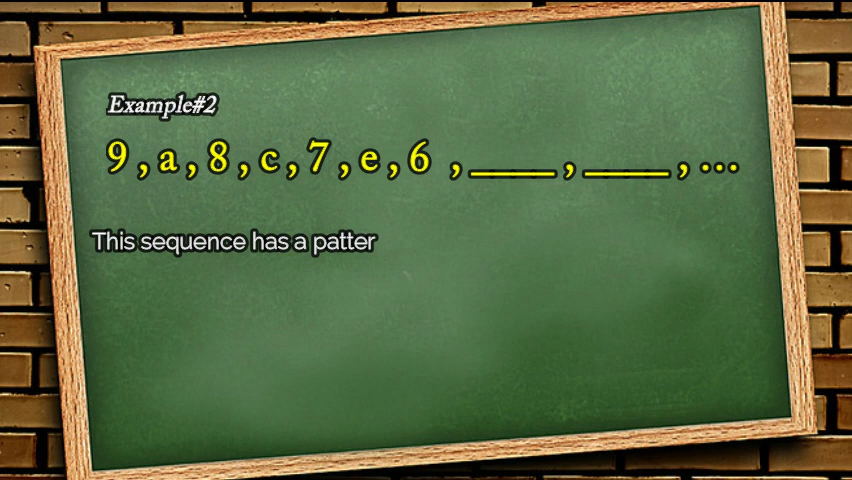 Example#2
9 , a , 8 , c , 7 , e , 6 , ____ , ____ , ...
This sequence has a patter